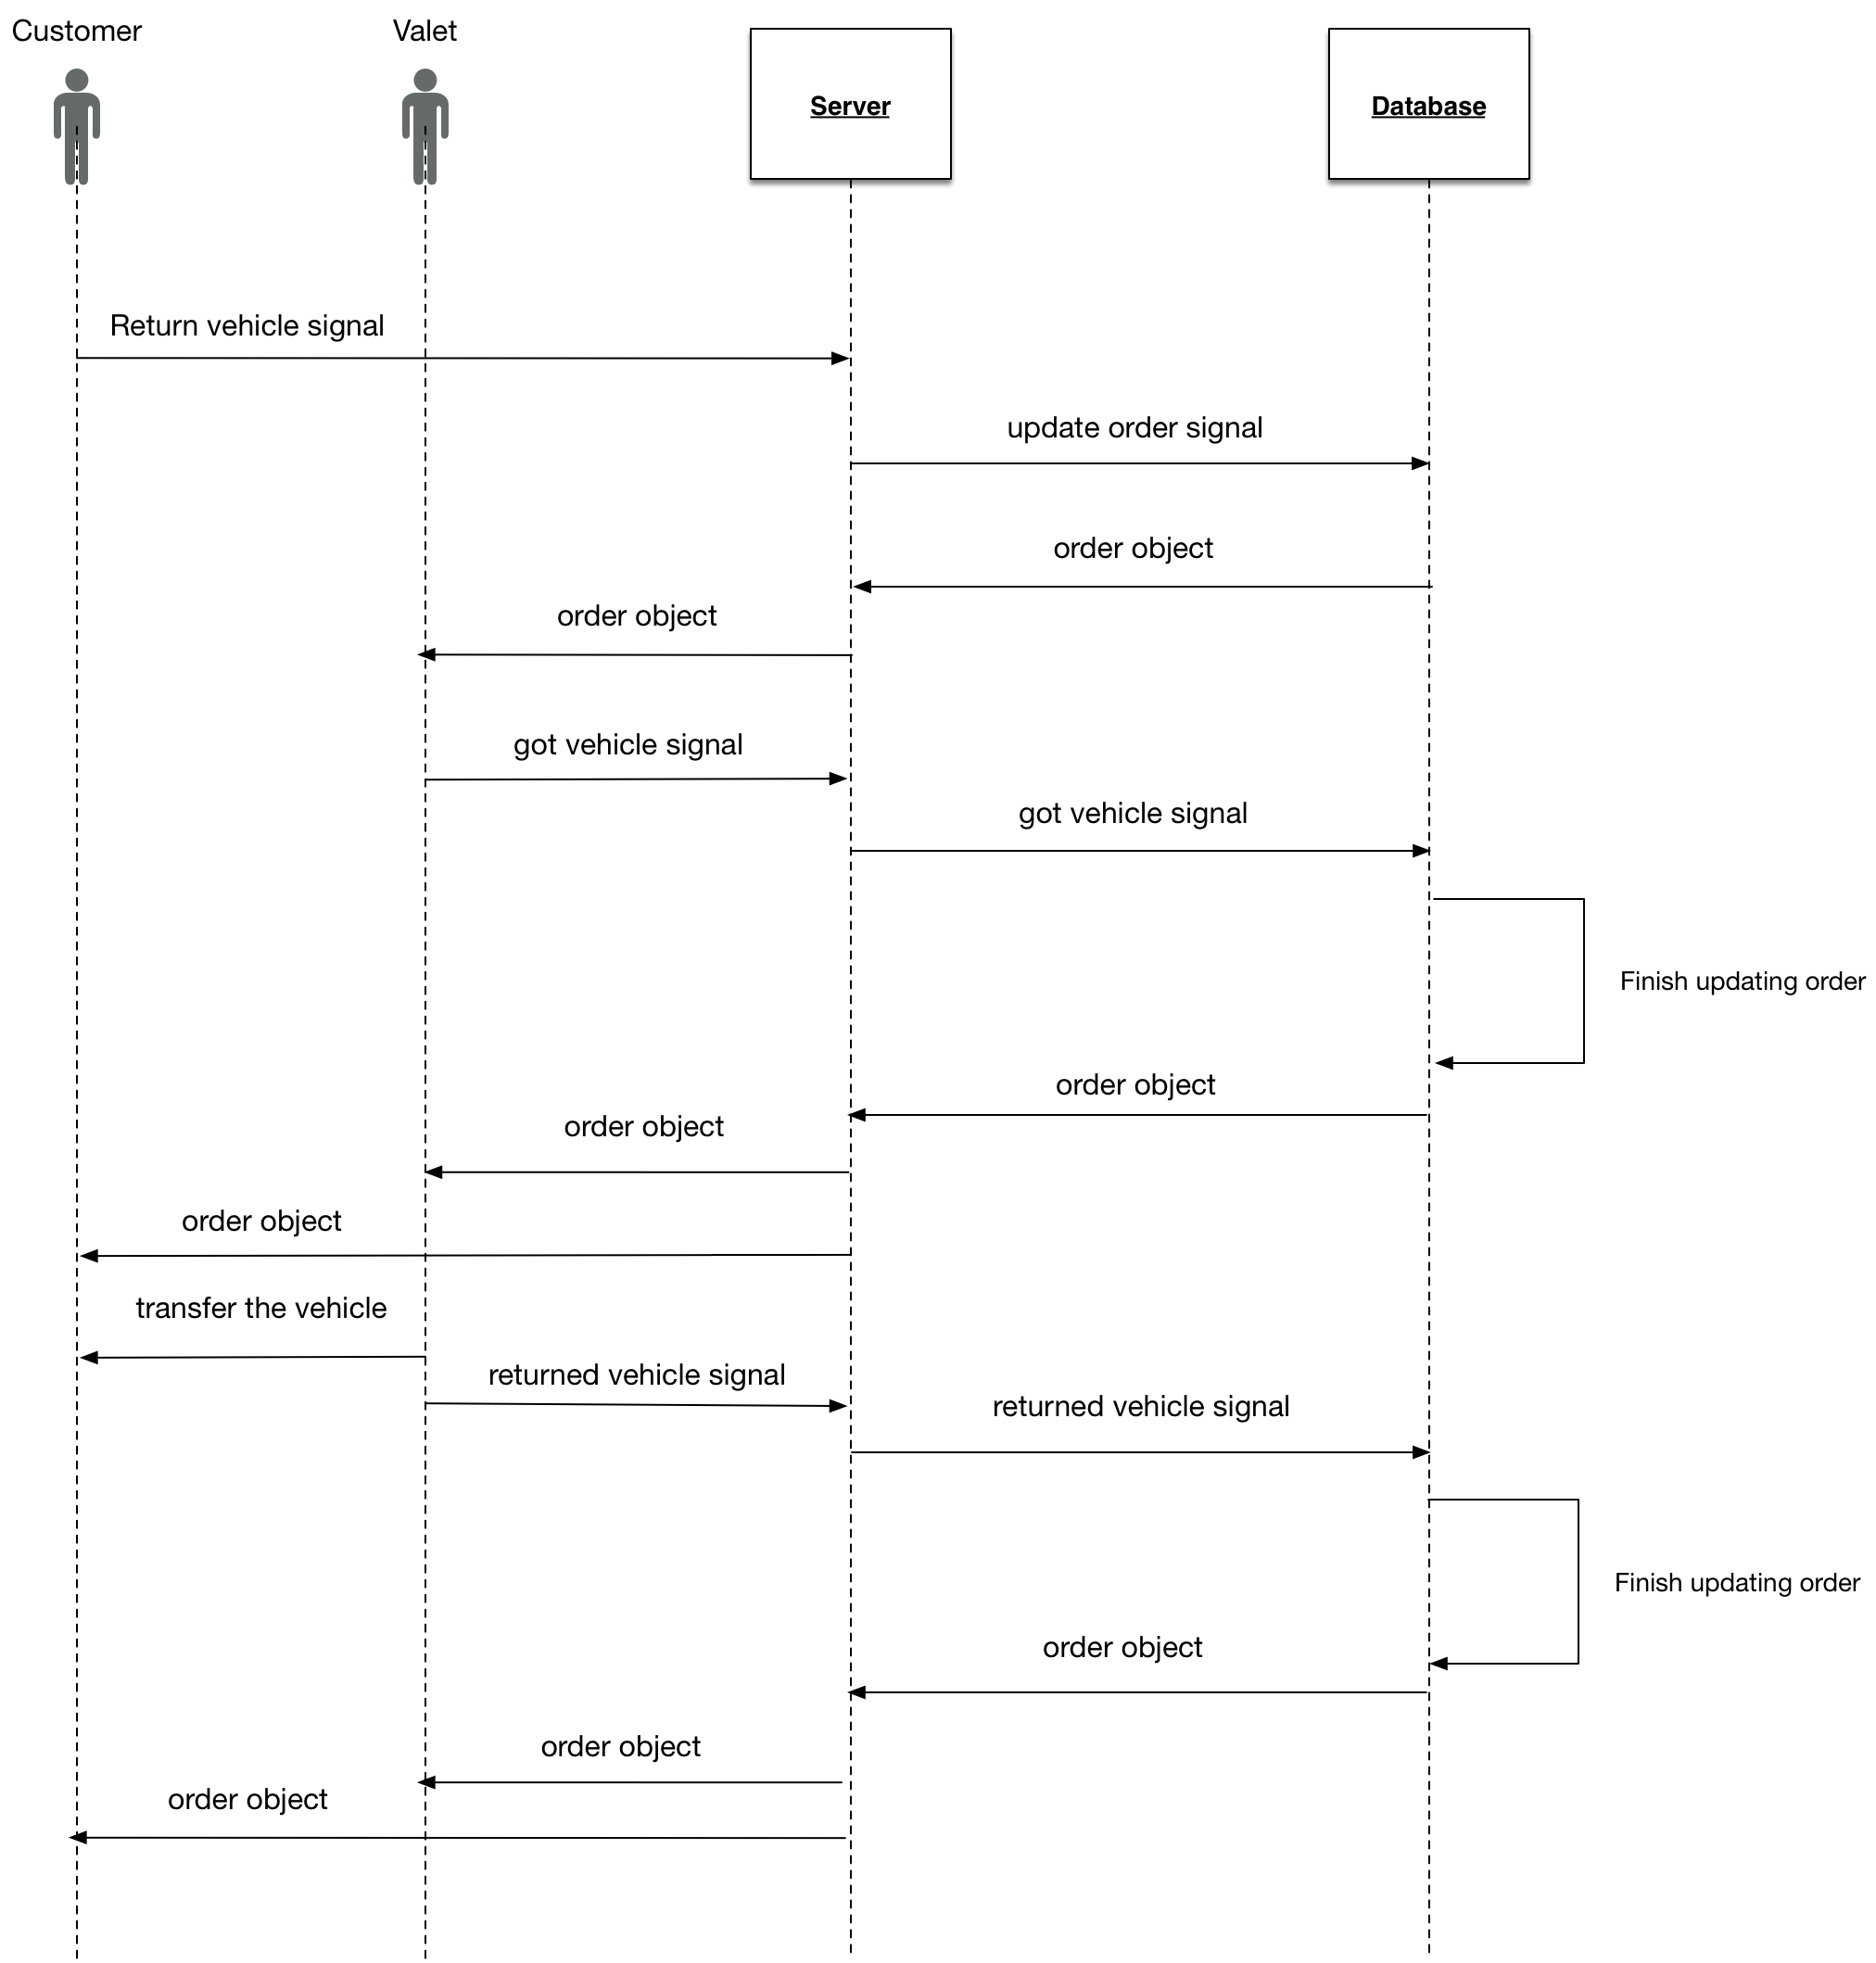 Customer
Valet
Server
Database
Return vehicle signal
update order signal
order object
order object
got vehicle signal
got vehicle signal
Finish updating order
order object
order object
order object
transfer the vehicle
returned vehicle signal
returned vehicle signal
Finish updating order
order object
order object
order object